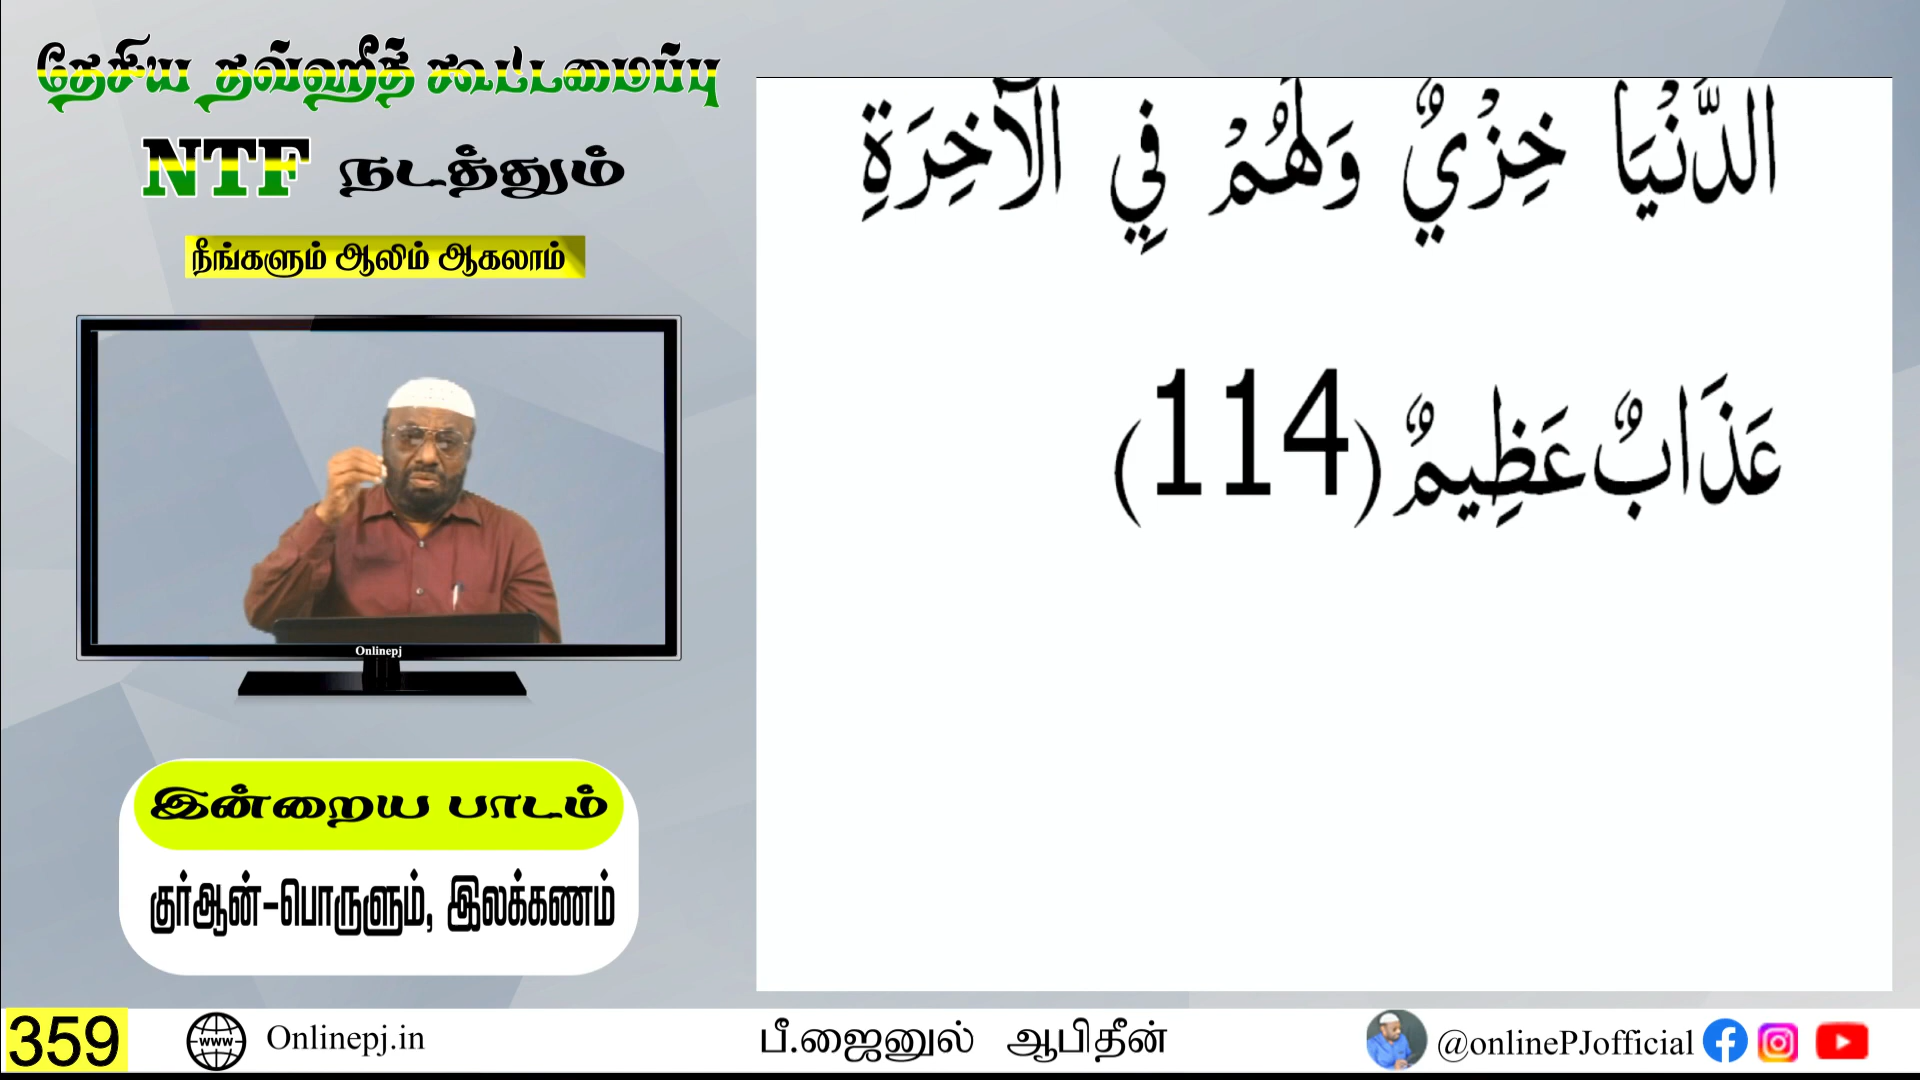 தேசிய தவ்ஹீத் கூட்டமைப்பு
NTF நடத்தும்
நீங்களும் ஆலிம் ஆகலாம்
Onlinepj
இன்றைய பாடம்
குர்ஆன்-பொருளும், இலக்கணம்
الدُّنْيَا خِزْيٌ وَلَهُمْ فِي الْآخِرَةِ
عَذَابٌ عَظِيمٌ (114)
359
www
Onlinepj.in
பீ.ஜைனுல் ஆபிதீன்
@onlinePJofficial